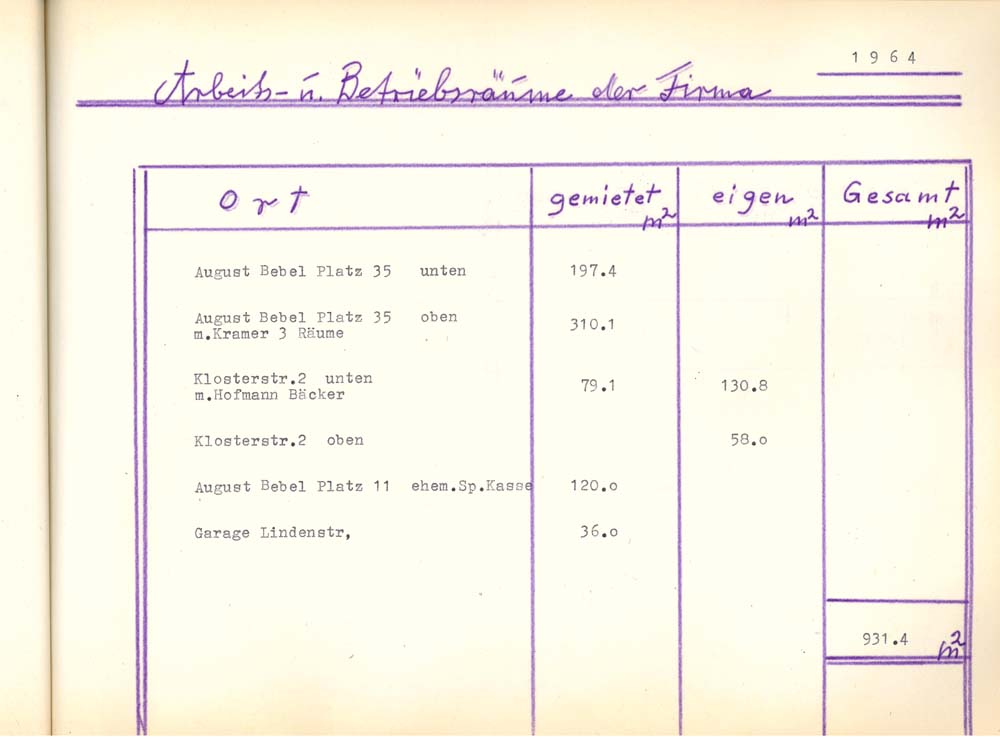 1964
Arbeits- u. Betriebsräume der Firma
Ort gemietet m² eigen m² Gesamt m²
August Bebel Platz 35 unten 197.4
August Bebel Platz 35 oben
m.Kramer 3 Räume 310.1
Klosterstr.2 unten
m.Hofmann Bäcker 79.1 130.8
Klosterstr.2 oben 58.o
August Bebel Platz 11 ehem.Sp.Kasse 120.o
Garage Lindenstr, 36.o
931.4 m²